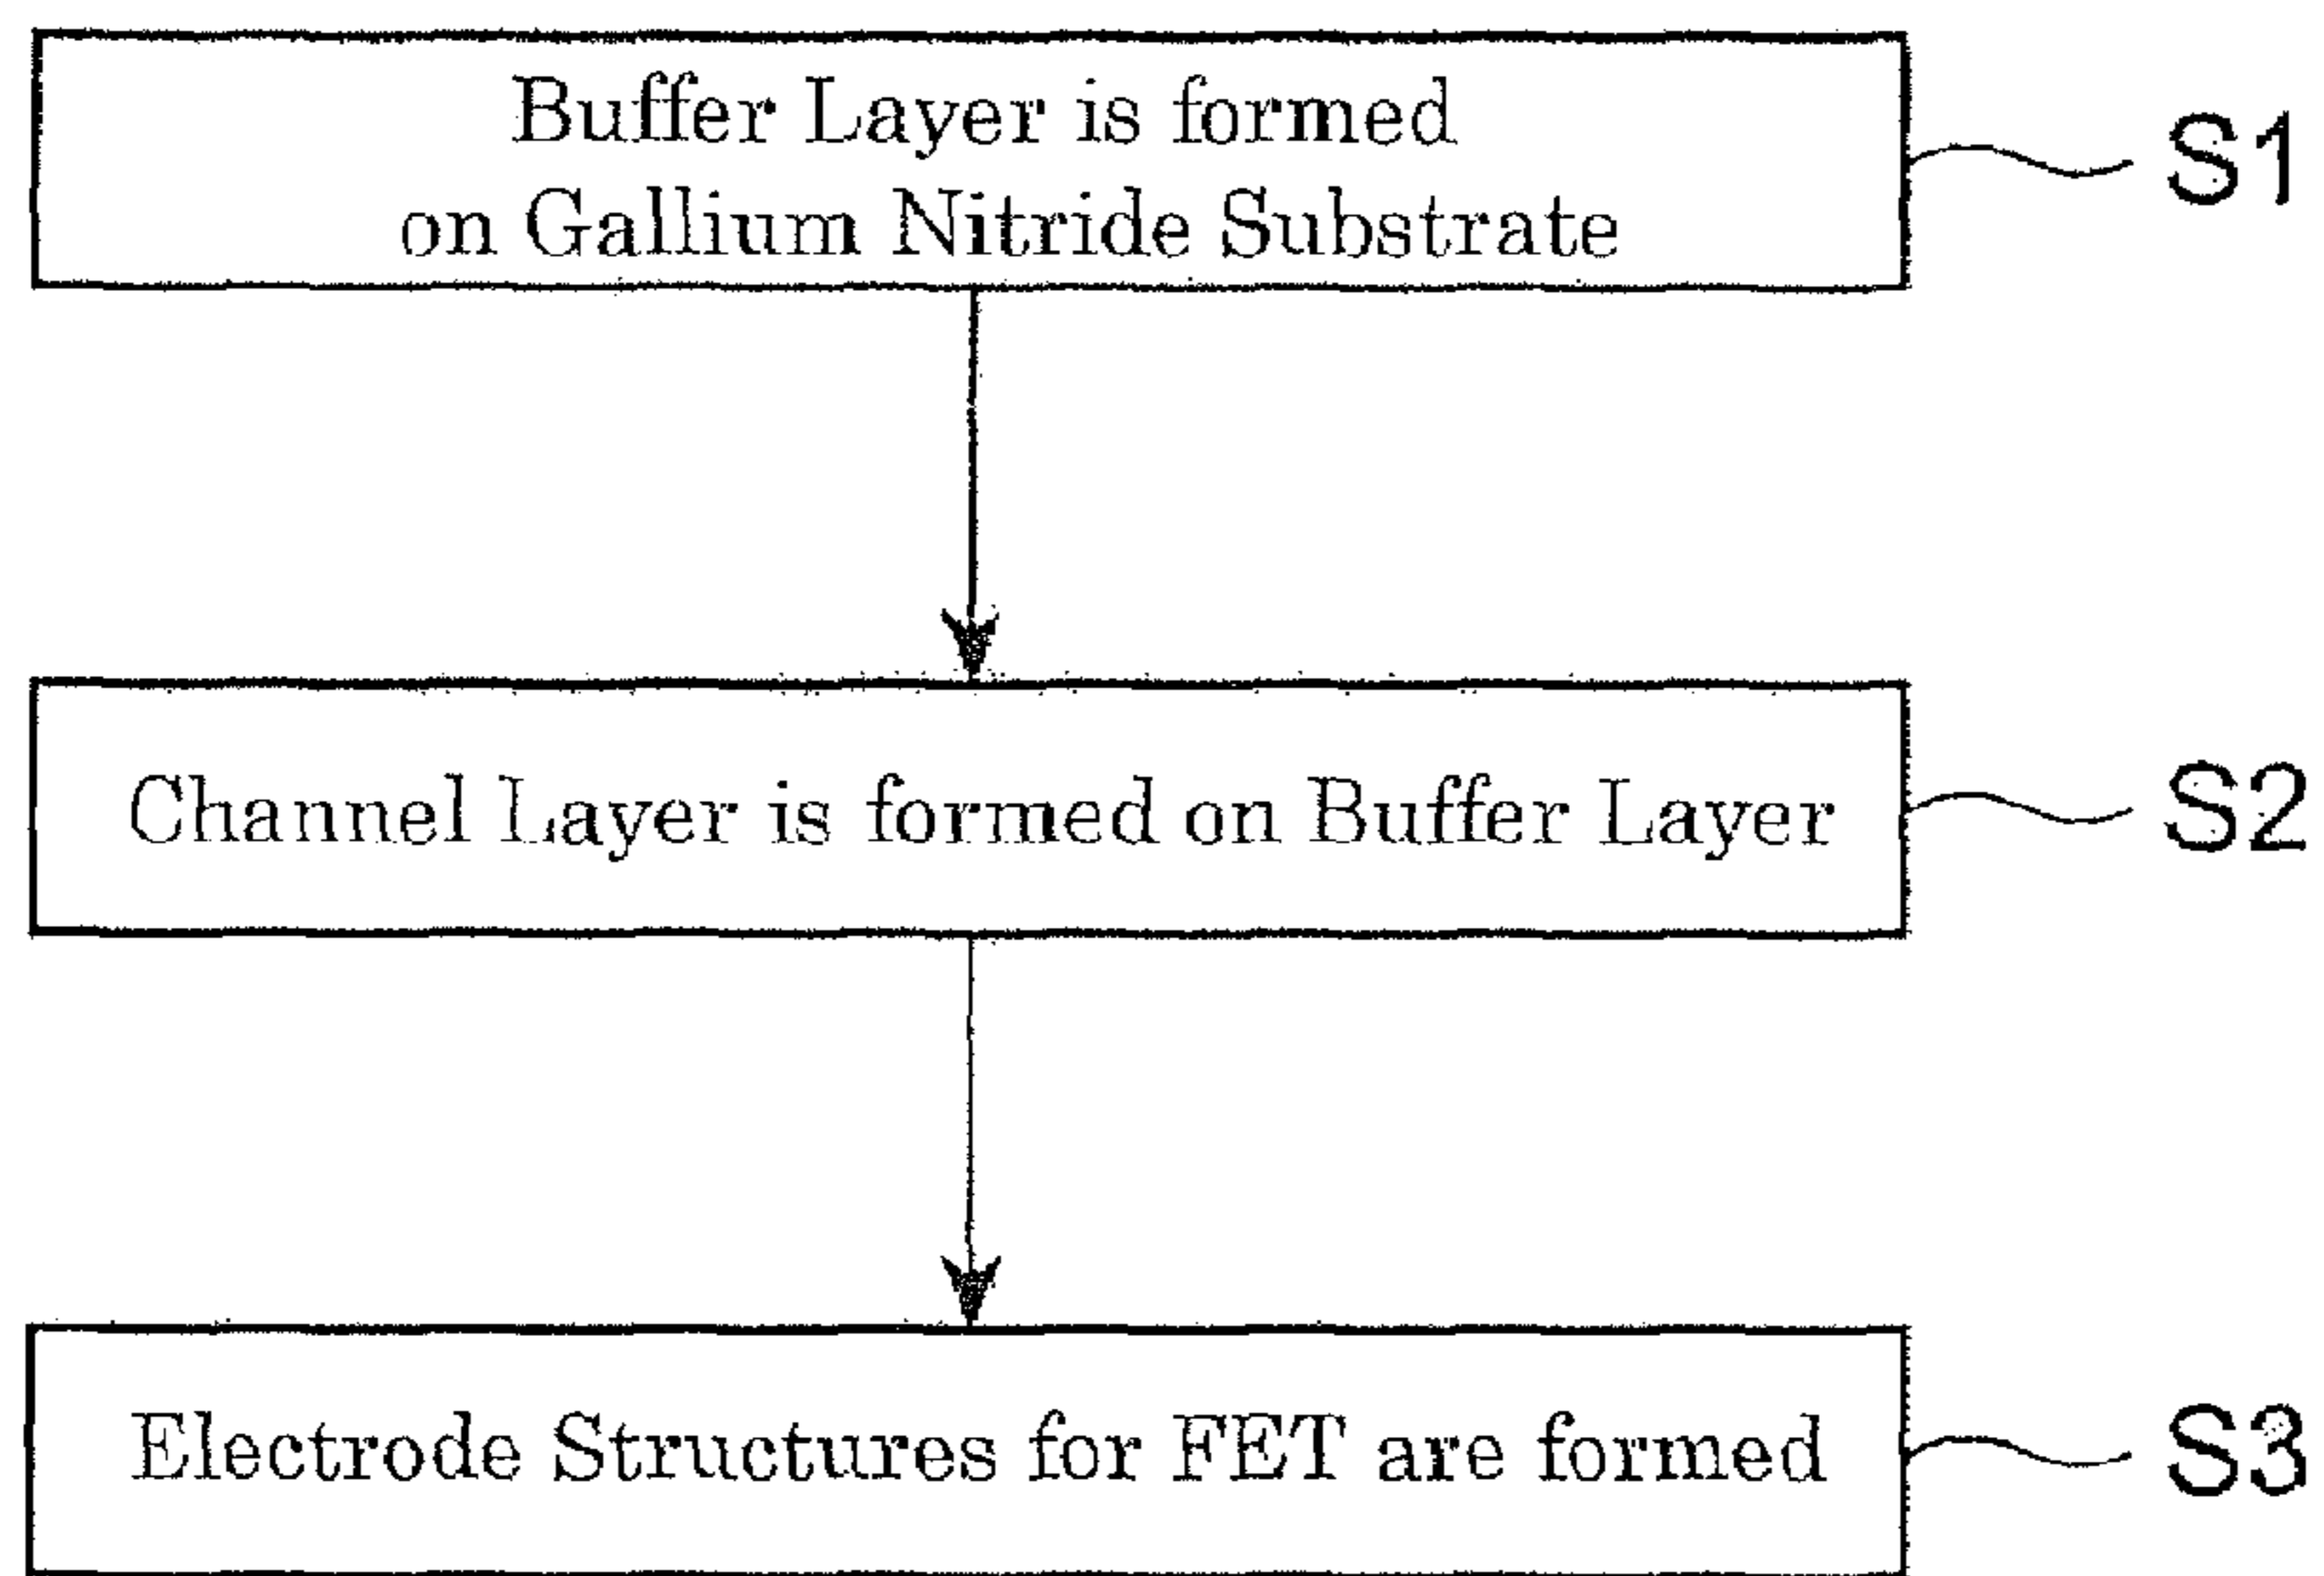 Buffer Layer is formed
on Gallium Nitride Substrate
S1
Channel Layer is formed on Buffer Layer
S2
Electrode Structures for FET are formed
S3